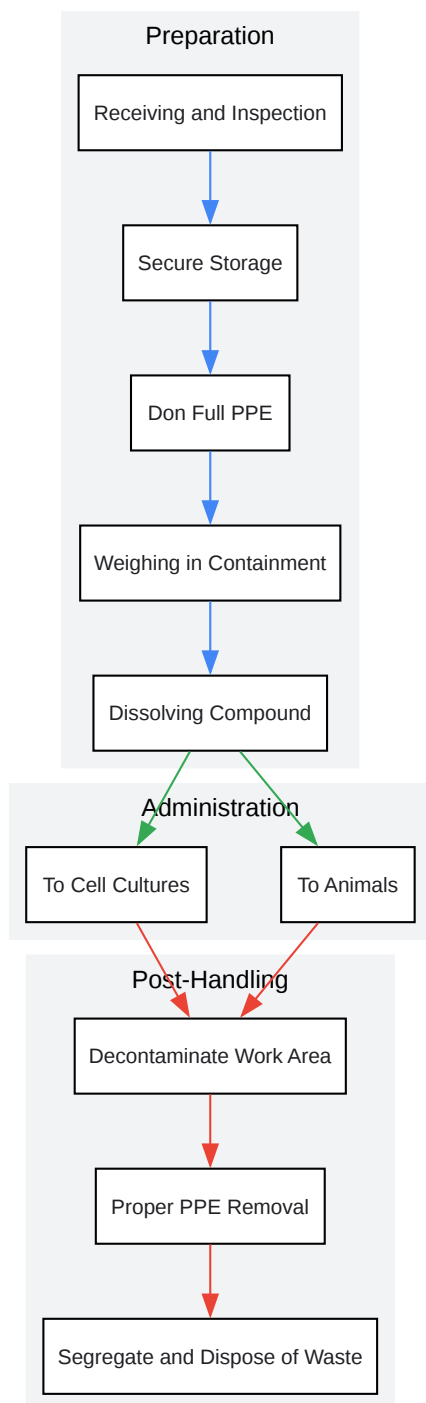 Preparation
Receiving and Inspection
Secure Storage
Don Full PPE
Weighing in Containment
Dissolving Compound
Administration
To Cell Cultures
To Animals
Post-Handling
Decontaminate Work Area
Proper PPE Removal
Segregate and Dispose of Waste